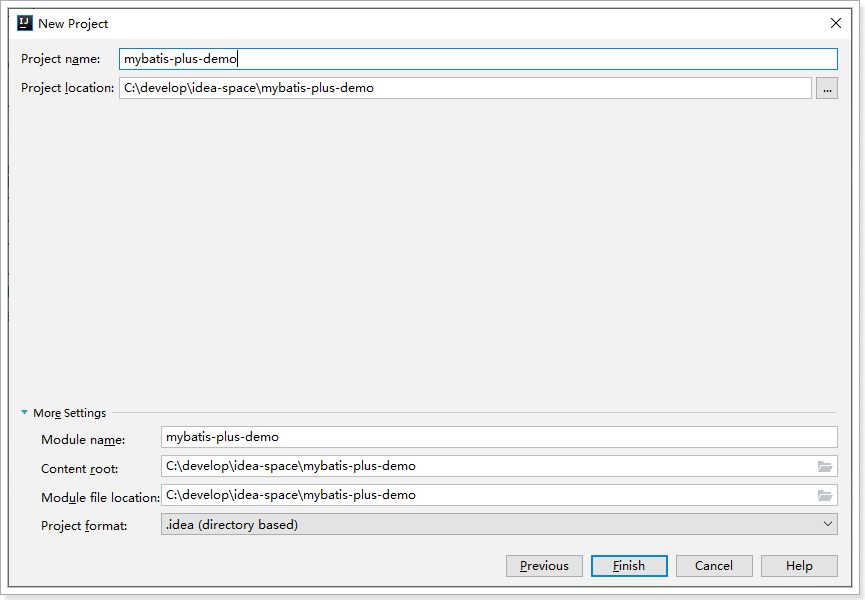 New Project
Project name: mybatis-plus-demo
Project location: C:\develop\idea-space\mybatis-plus-demo ...
More Settings
Module name: mybatis-plus-demo
Content root: C:\develop\idea-space\mybatis-plus-demo
Module file location: C:\develop\idea-space\mybatis-plus-demo
Project format: .idea (directory based)
Previous Finish Cancel Help